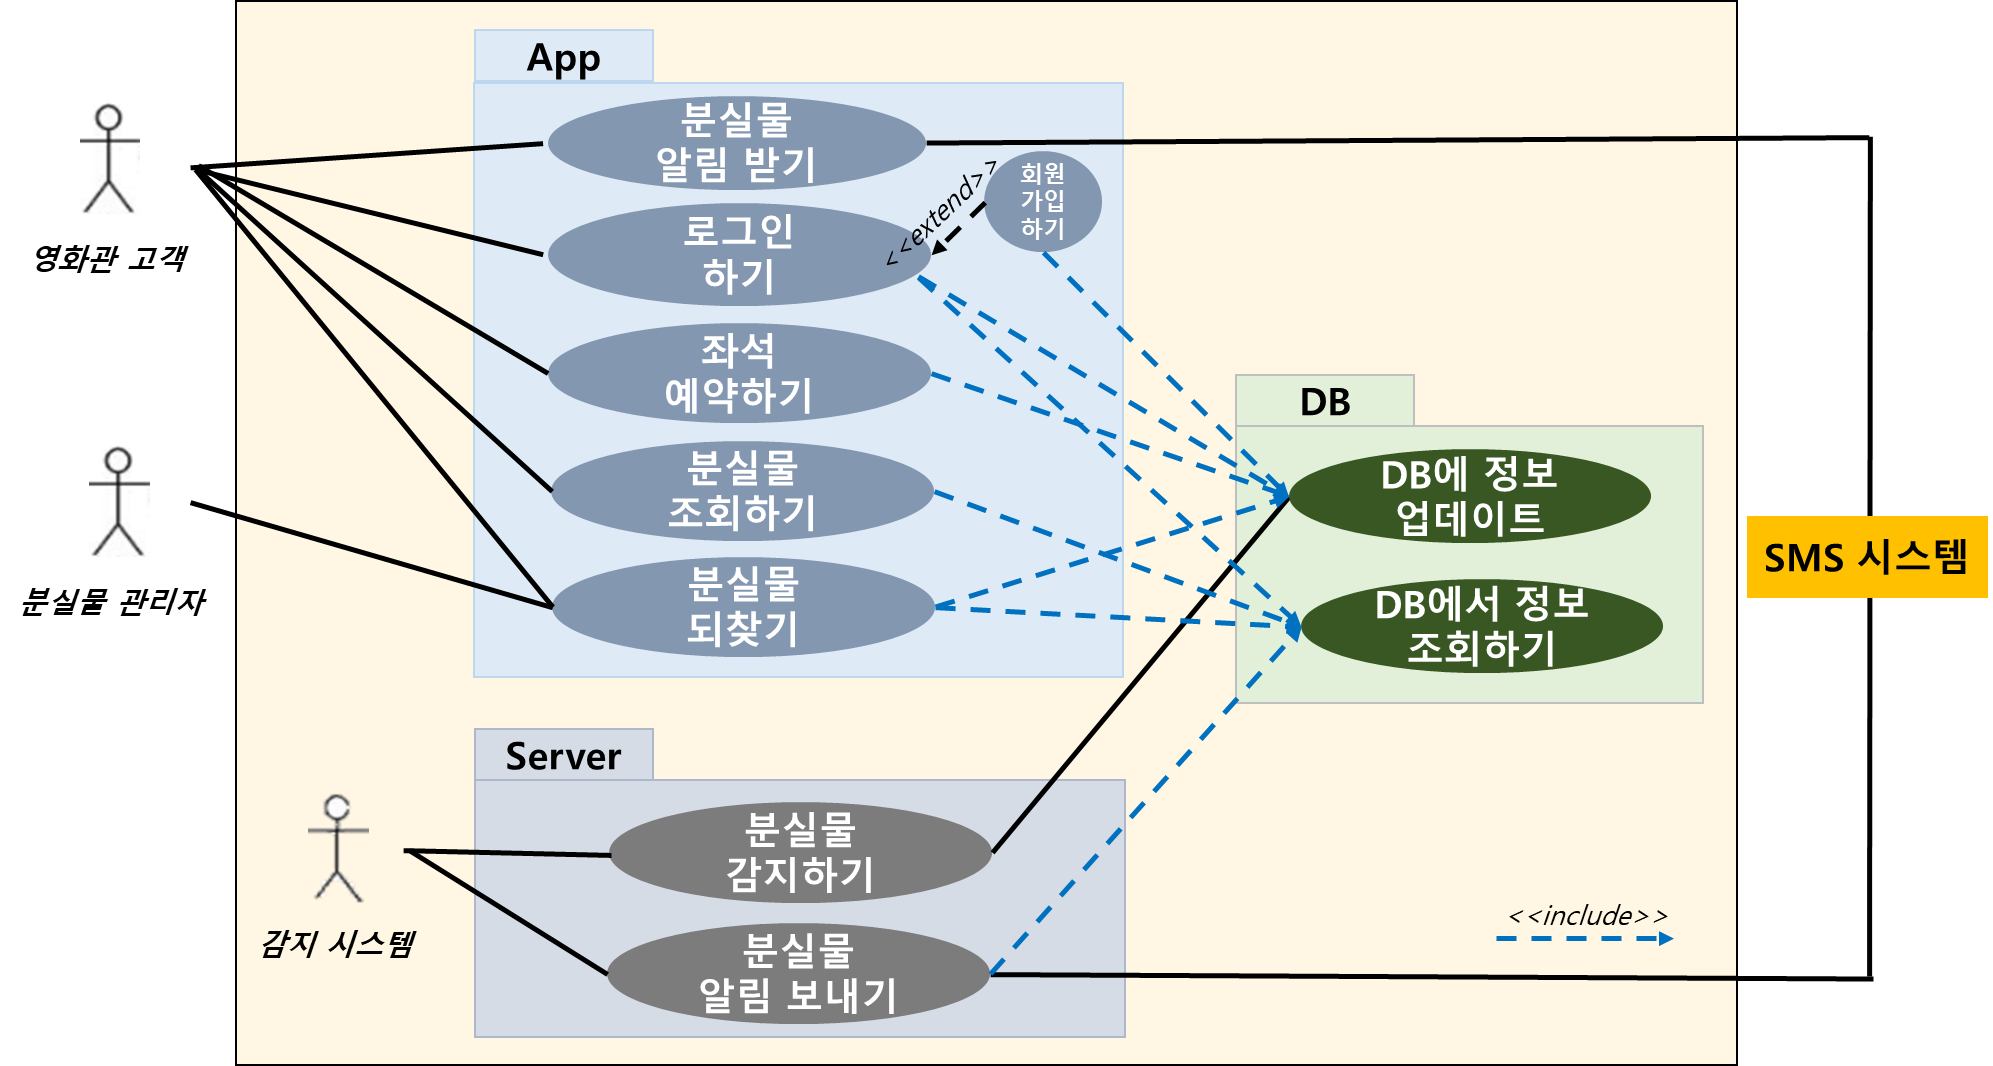 App
분실물
알림 받기
<<extend>>
회원
가입
하기
로그인
하기
영화관 고객
좌석
예약하기
DB
분실물
조회하기
DB에 정보
업데이트
SMS 시스템
분실물
되찾기
분실물 관리자
DB에서 정보
조회하기
Server
분실물
감지하기
감지 시스템
<<include>>
분실물
알림 보내기